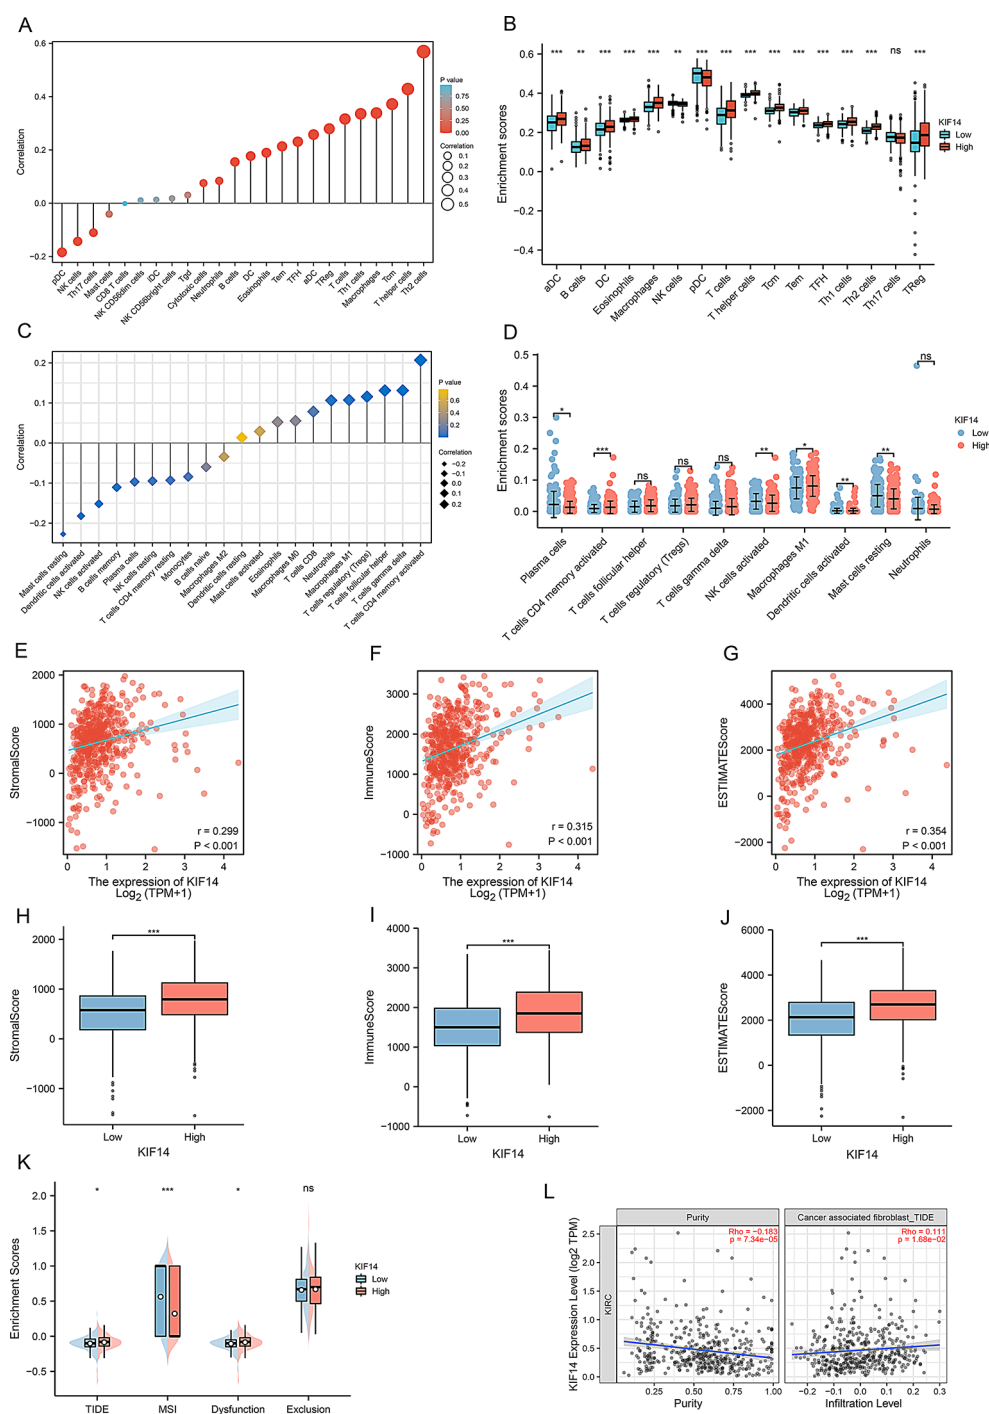 A
0.6
0.4
0.2
0.0
−0.2
Correlation
P value
0.75
0.50
0.25
0.00
Correlation
0.1
0.2
0.3
0.4
0.5
pDC
NK cells
Th17 cells
Mast cells
CD8 T cells
NK CD56dim cells
iDC
NK CD56bright cells
Tgd
Cytotoxic cells
Neutrophils
B cells
DC
Eosinophils
Tem
TFH
aDC
TReg
T cells
Th1 cells
Macrophages
Tcm
T helper cells
Th2 cells
B
*** ** *** *** *** ** *** *** *** *** *** *** *** *** ns ***
0.6
0.4
0.2
0.0
−0.2
−0.4
Enrichment scores
KIF14
Low
High
aDC
B cells
DC
Eosinophils
Macrophages
NK cells
pDC
T cells
T helper cells
Tcm
Tem
TFH
Th1 cells
Th2 cells
Th17 cells
TReg
C
0.2
0.1
0.0
−0.1
−0.2
Correlation
P value
0.6
0.4
0.2
Correlation
−0.2
−0.1
0.0
0.1
0.2
Mast cells resting
Dendritic cells activated
NK cells activated
B cells memory
Plasma cells
NK cells resting
T cells CD4 memory resting
Monocytes
B cells naive
Macrophages M2
Dendritic cells resting
Mast cells activated
Eosinophils
Macrophages M0
T cells CD8
Neutrophils
Macrophages M1
T cells regulatory (Tregs)
T cells follicular helper
T cells gamma delta
T cells CD4 memory activated
D
0.5
0.4
0.3
0.2
0.1
0.0
Enrichment scores
* *** ns ns ns ** * ** ** ns
KIF14
Low
High
Plasma cells
T cells CD4 memory activated
T cells follicular helper
T cells regulatory (Tregs)
T cells gamma delta
NK cells activated
Macrophages M1
Dendritic cells activated
Mast cells resting
Neutrophils
E
2000
1000
0
−1000
StromalScore
r = 0.299
P < 0.001
0 1 2 3 4
The expression of KIF14
Log2 (TPM+1)
F
3000
2000
1000
0
−1000
ImmuneScore
r = 0.315
P < 0.001
0 1 2 3 4
The expression of KIF14
Log2 (TPM+1)
G
4000
2000
0
−2000
ESTIMATEScore
r = 0.354
P < 0.001
0 1 2 3 4
The expression of KIF14
Log2 (TPM+1)
H
***
2000
1000
0
−1000
StromalScore
Low High
KIF14
I
***
4000
3000
2000
1000
0
−1000
ImmuneScore
Low High
KIF14
J
***
6000
4000
2000
0
−2000
ESTIMATEScore
Low High
KIF14
K
* *** * ns
2.0
1.5
1.0
0.5
0.0
−0.5
Enrichment Scores
KIF14
Low
High
TIDE MSI Dysfunction Exclusion
L
Purity
Cancer associated fibroblast_TIDE
Rho = −0.183
p = 7.34e−05
Rho = 0.111
p = 1.68e−02
KIRC
KIF14 Expression Level (log2 TPM)
2.5
2.0
1.5
1.0
0.5
0.0
0.25 0.50 0.75 1.00
Purity
−0.2 −0.1 0.0 0.1 0.2 0.3
Infiltration Level